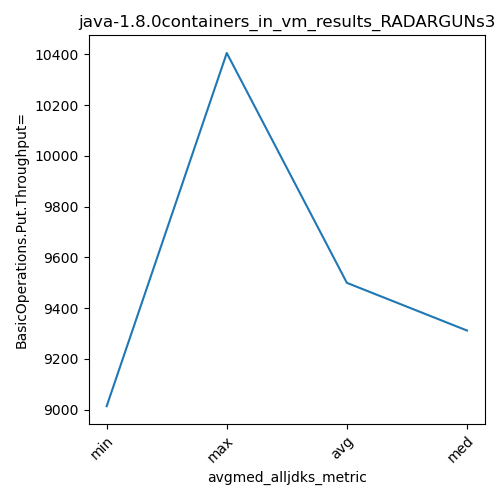 java-1.8.0containers_in_vm_results_RADARGUNs3
10400
10200
10000
9800
9600
9400
9200
9000
BasicOperations.Put.Throughput=
min
max
avg
med
avgmed_alljdks_metric